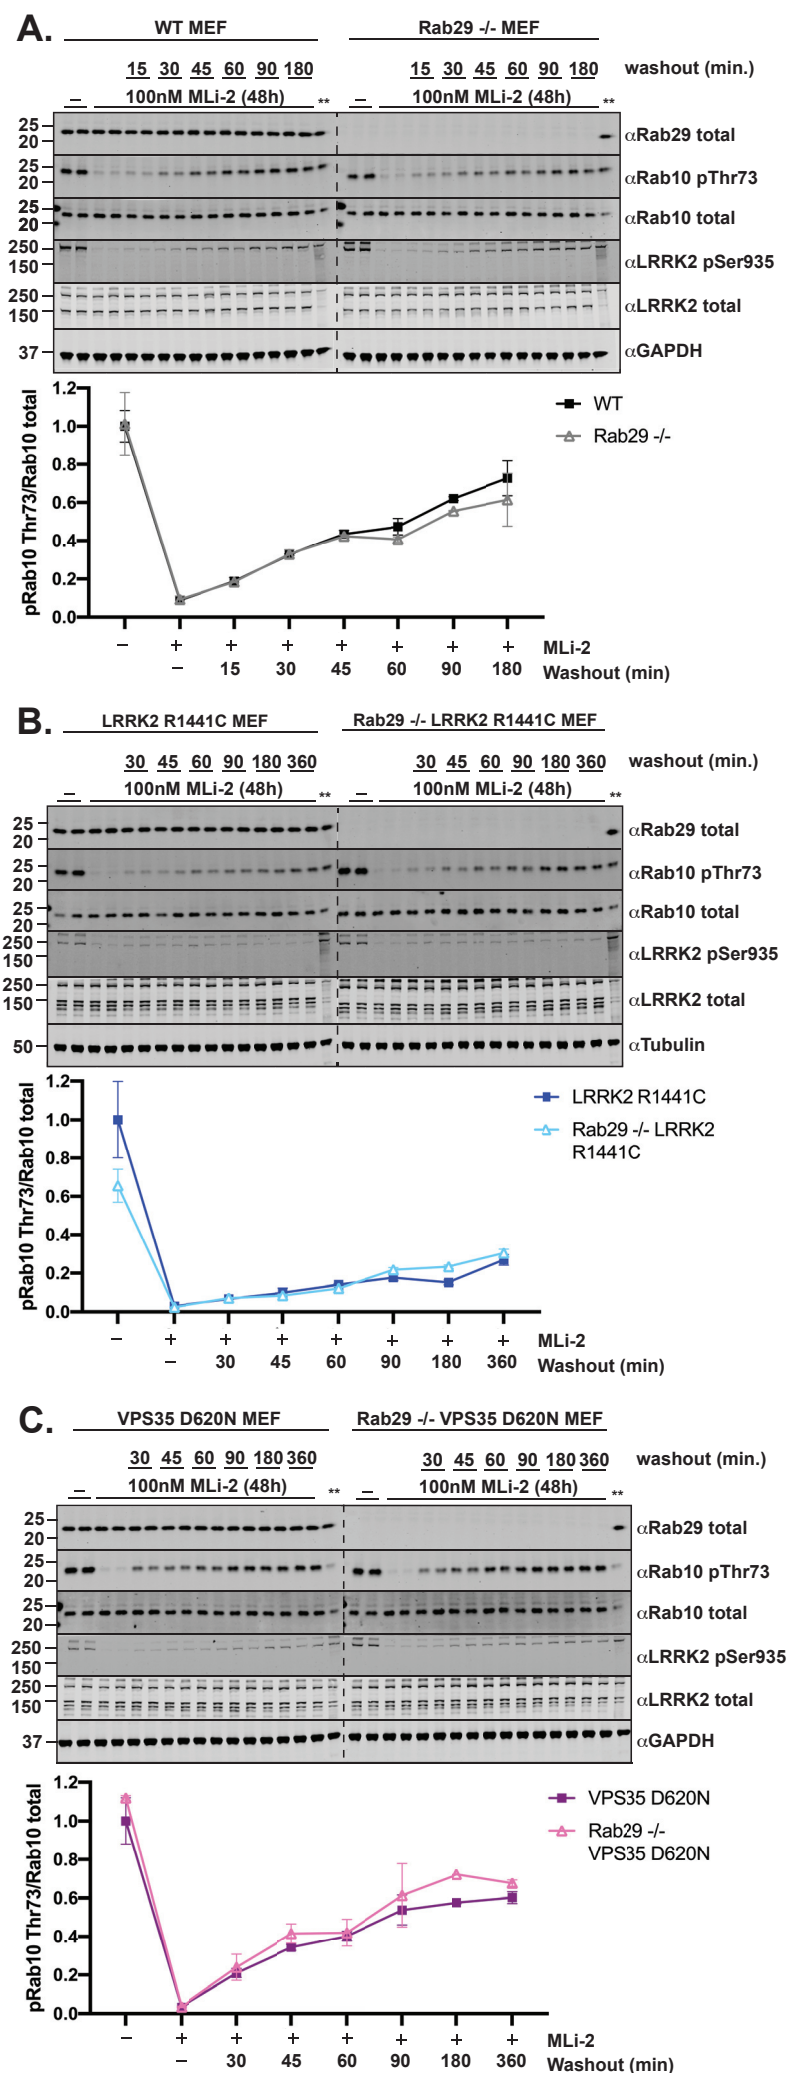 A.
WT MEF Rab29 -/- MEF
15 30 45 60 90 180 15 30 45 60 90 180 washout (min.)
– 100nM MLi-2 (48h) ** – 100nM MLi-2 (48h) **
25
20
αRab29 total
25
20
αRab10 pThr73
25
20
αRab10 total
250
150
αLRRK2 pSer935
250
150
αLRRK2 total
37
αGAPDH
pRab10 Thr73/Rab10 total
1.2
1.0
0.8
0.6
0.4
0.2
0.0
WT
Rab29 -/-
– + + + + + + + MLi-2
– 15 30 45 60 90 180 Washout (min)
B.
LRRK2 R1441C MEF Rab29 -/- LRRK2 R1441C MEF
30 45 60 90 180 360 30 45 60 90 180 360 washout (min.)
– 100nM MLi-2 (48h) ** – 100nM MLi-2 (48h) **
25
20
αRab29 total
25
20
αRab10 pThr73
25
20
αRab10 total
250
150
αLRRK2 pSer935
250
150
αLRRK2 total
50
αTubulin
pRab10 Thr73/Rab10 total
1.2
1.0
0.8
0.6
0.4
0.2
0.0
LRRK2 R1441C
Rab29 -/- LRRK2
R1441C
– + + + + + + + MLi-2
– 30 45 60 90 180 360 Washout (min)
C.
VPS35 D620N MEF Rab29 -/- VPS35 D620N MEF
30 45 60 90 180 360 30 45 60 90 180 360 washout (min.)
– 100nM MLi-2 (48h) ** – 100nM MLi-2 (48h) **
25
20
αRab29 total
25
20
αRab10 pThr73
25
20
αRab10 total
250
150
αLRRK2 pSer935
250
150
αLRRK2 total
37
αGAPDH
pRab10 Thr73/Rab10 total
1.2
1.0
0.8
0.6
0.4
0.2
0.0
VPS35 D620N
Rab29 -/-
VPS35 D620N
– + + + + + + + MLi-2
– 30 45 60 90 180 360 Washout (min)